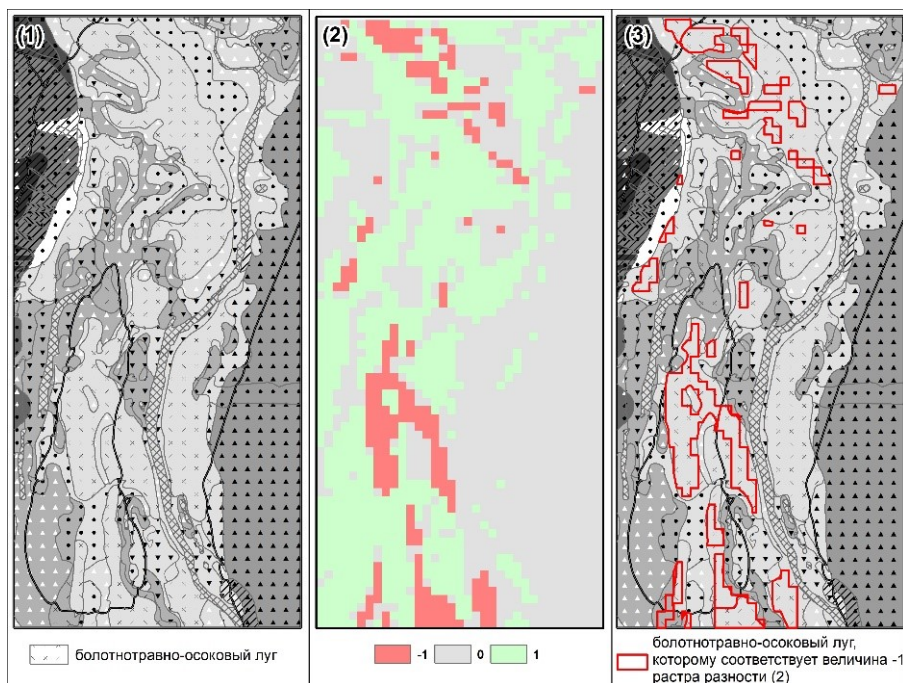 (1)
(2)
(3)
болотнотравно-осоковый луг
-1
0
1
болотнотравно-осоковый луг,
которому соответствует величина -1
растра разности (2)